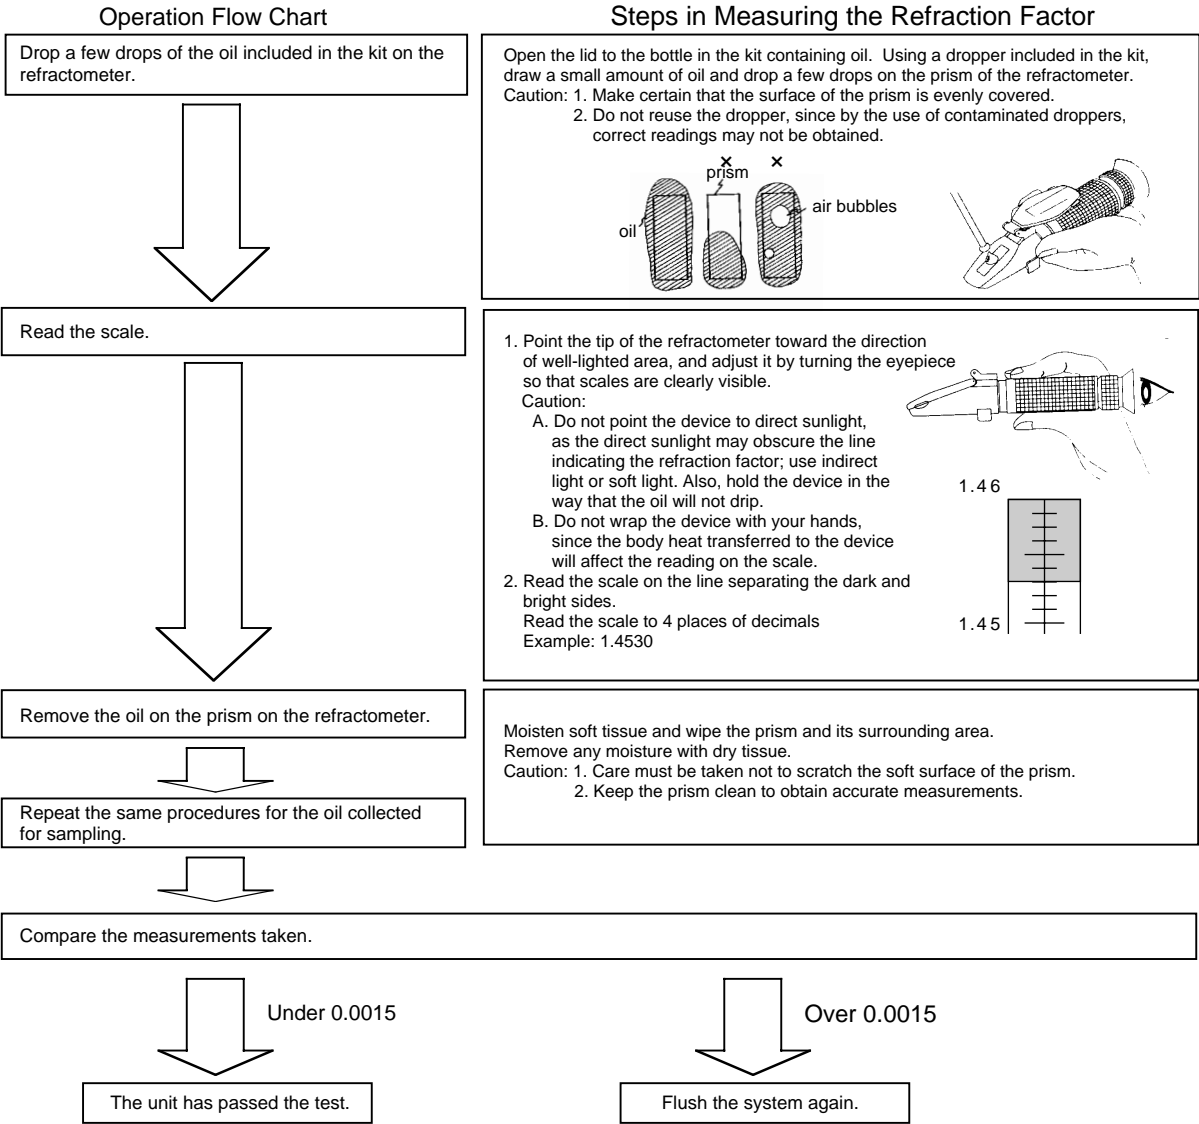 Operation Flow Chart
Steps in Measuring the Refraction Factor
Drop a few drops of the oil included in the kit on the
refractometer.
Open the lid to the bottle in the kit containing oil. Using a dropper included in the kit,
draw a small amount of oil and drop a few drops on the prism of the refractometer.
Caution: 1. Make certain that the surface of the prism is evenly covered.
2. Do not reuse the dropper, since by the use of contaminated droppers,
correct readings may not be obtained.
× ×
prism
oil
air bubbles
Read the scale.
1. Point the tip of the refractometer toward the direction
of well-lighted area, and adjust it by turning the eyepiece
so that scales are clearly visible.
Caution:
A. Do not point the device to direct sunlight,
as the direct sunlight may obscure the line
indicating the refraction factor; use indirect
light or soft light. Also, hold the device in the
way that the oil will not drip.
B. Do not wrap the device with your hands,
since the body heat transferred to the device
will affect the reading on the scale.
2. Read the scale on the line separating the dark and
bright sides.
Read the scale to 4 places of decimals
Example: 1.4530
1.46
1.45
Remove the oil on the prism on the refractometer.
Moisten soft tissue and wipe the prism and its surrounding area.
Remove any moisture with dry tissue.
Caution: 1. Care must be taken not to scratch the soft surface of the prism.
2. Keep the prism clean to obtain accurate measurements.
Repeat the same procedures for the oil collected
for sampling.
Compare the measurements taken.
Under 0.0015
Over 0.0015
The unit has passed the test.
Flush the system again.